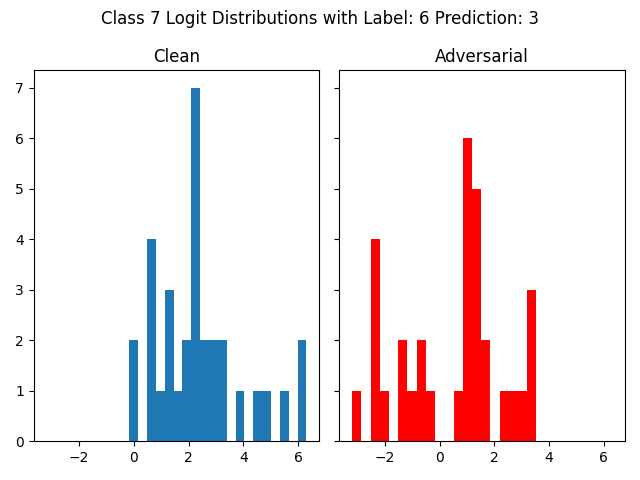 Class 7 Logit Distributions with Label: 6 Prediction: 3
Clean
Adversarial
7
6
5
4
3
2
1
0
−2 0 2 4 6
−2 0 2 4 6